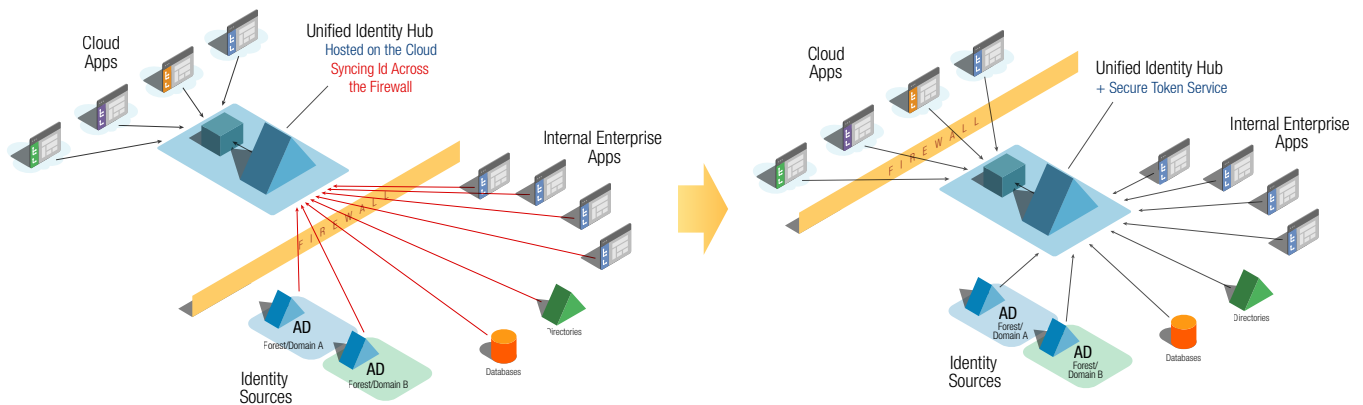 Cloud
Apps
Unified Identity Hub
Hosted on the Cloud
Syncing Id Across
the Firewall
Internal Enterprise
Apps
FIREWALL
AD
Forest/Domain A
AD
Forest/Domain B
Identity
Sources
Databases
Directories
Cloud
Apps
FIREWALL
Unified Identity Hub
+ Secure Token Service
Internal Enterprise
Apps
AD
Forest/
Domain A
AD
Forest/
Domain B
Identity
Sources
Databases
Directories